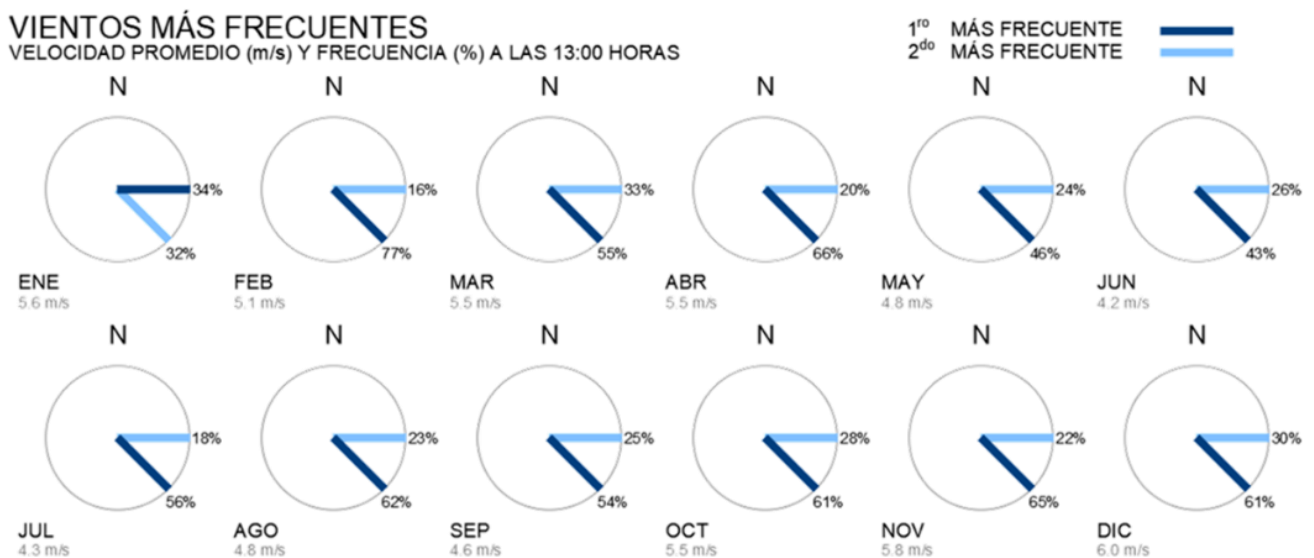 VIENTOS MÁS FRECUENTES
VELOCIDAD PROMEDIO (m/s) Y FRECUENCIA (%) A LAS 13:00 HORAS
1ro MÁS FRECUENTE
2do MÁS FRECUENTE
N N N N N N
34% 16% 33% 20% 24% 26%
32% 77% 55% 66% 46% 43%
ENE FEB MAR ABR MAY JUN
5.6 m/s 5.1 m/s 5.5 m/s 5.5 m/s 4.8 m/s 4.2 m/s
N N N N N N
18% 23% 25% 28% 22% 30%
56% 62% 54% 61% 65% 61%
JUL AGO SEP OCT NOV DIC
4.3 m/s 4.8 m/s 4.6 m/s 5.5 m/s 5.8 m/s 6.0 m/s